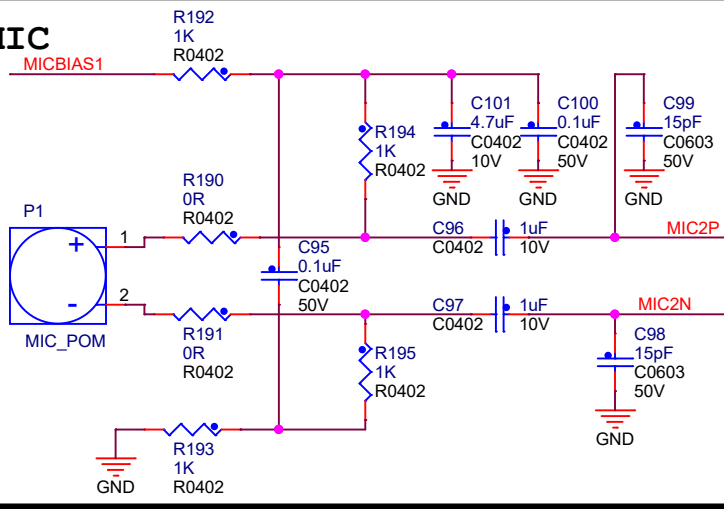 MIC
MICBIAS1
R192
1K
R0402
R194
1K
R0402
C101
4.7uF
C0402
10V
GND
C100
0.1uF
C0402
50V
GND
C99
15pF
C0603
50V
GND
R190
0R
R0402
P1
+
1
-
2
MIC_POM
C95
0.1uF
C0402
50V
C96
C0402
1uF
10V
MIC2P
C97
C0402
1uF
10V
MIC2N
R191
0R
R0402
R195
1K
R0402
C98
15pF
C0603
50V
GND
R193
1K
R0402
GND